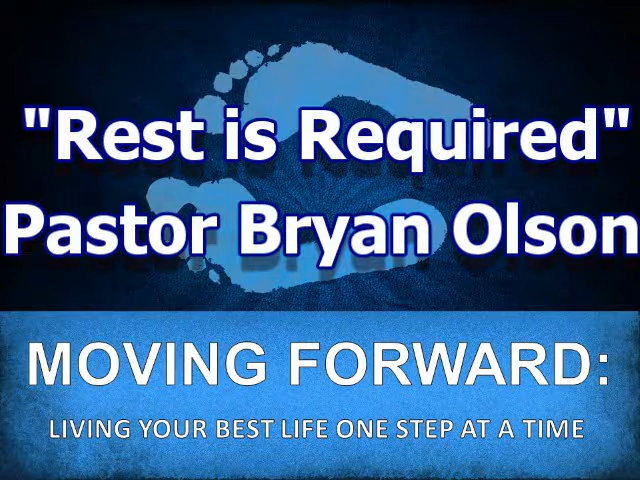 "Rest is Required"
Pastor Bryan Olson
MOVING FORWARD:
LIVING YOUR BEST LIFE ONE STEP AT A TIME